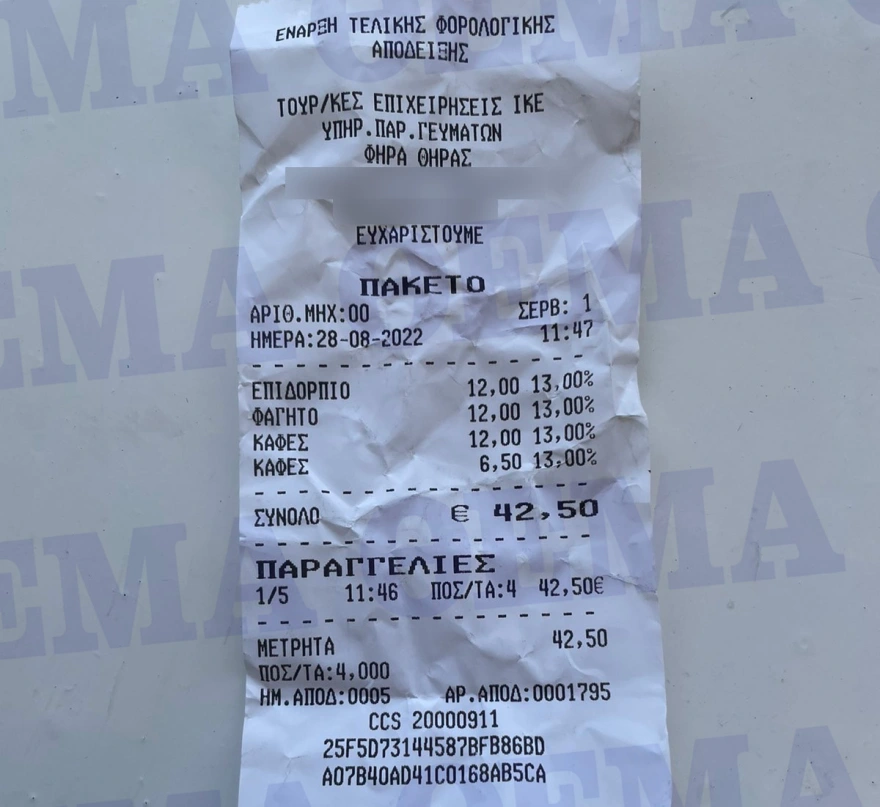 ΕΝΑΡΞΗ ΤΕΛΙΚΗΣ ΦΟΡΟΛΟΓΙΚΗΣ
ΑΠΟΔΕΙΞΗΣ
ΤΟΥΡ/ΚΕΣ ΕΠΙΧΕΙΡΗΣΕΙΣ ΙΚΕ
ΥΠΗΡ.ΠΑΡ.ΓΕΥΜΑΤΩΝ
ΦΗΡΑ ΘΗΡΑΣ
ΕΥΧΑΡΙΣΤΟΥΜΕ
ΠΑΚΕΤΟ
ΑΡΙΘ.ΜΗΧ:00 ΣΕΡΒ: 1
ΗΜΕΡΑ:28-08-2022 11:47
ΕΠΙΔΟΡΠΙΟ 12,00 13,00%
ΦΑΓΗΤΟ 12,00 13,00%
ΚΑΦΕΣ 12,00 13,00%
ΚΑΦΕΣ 6,50 13,00%
ΣΥΝΟΛΟ € 42,50
ΠΑΡΑΓΓΕΛΙΕΣ
1/5 11:46 ΠΟΣ/ΤΑ:4 42,50€
ΜΕΤΡΗΤΑ 42,50
ΠΟΣ/ΤΑ:4,000
ΗΜ.ΑΠΟΔ:0005 ΑΡ.ΑΠΟΔ:0001795
CCS 20000911
25F5D73144587BFB86BD
A07B40AD41C0168AB5CA